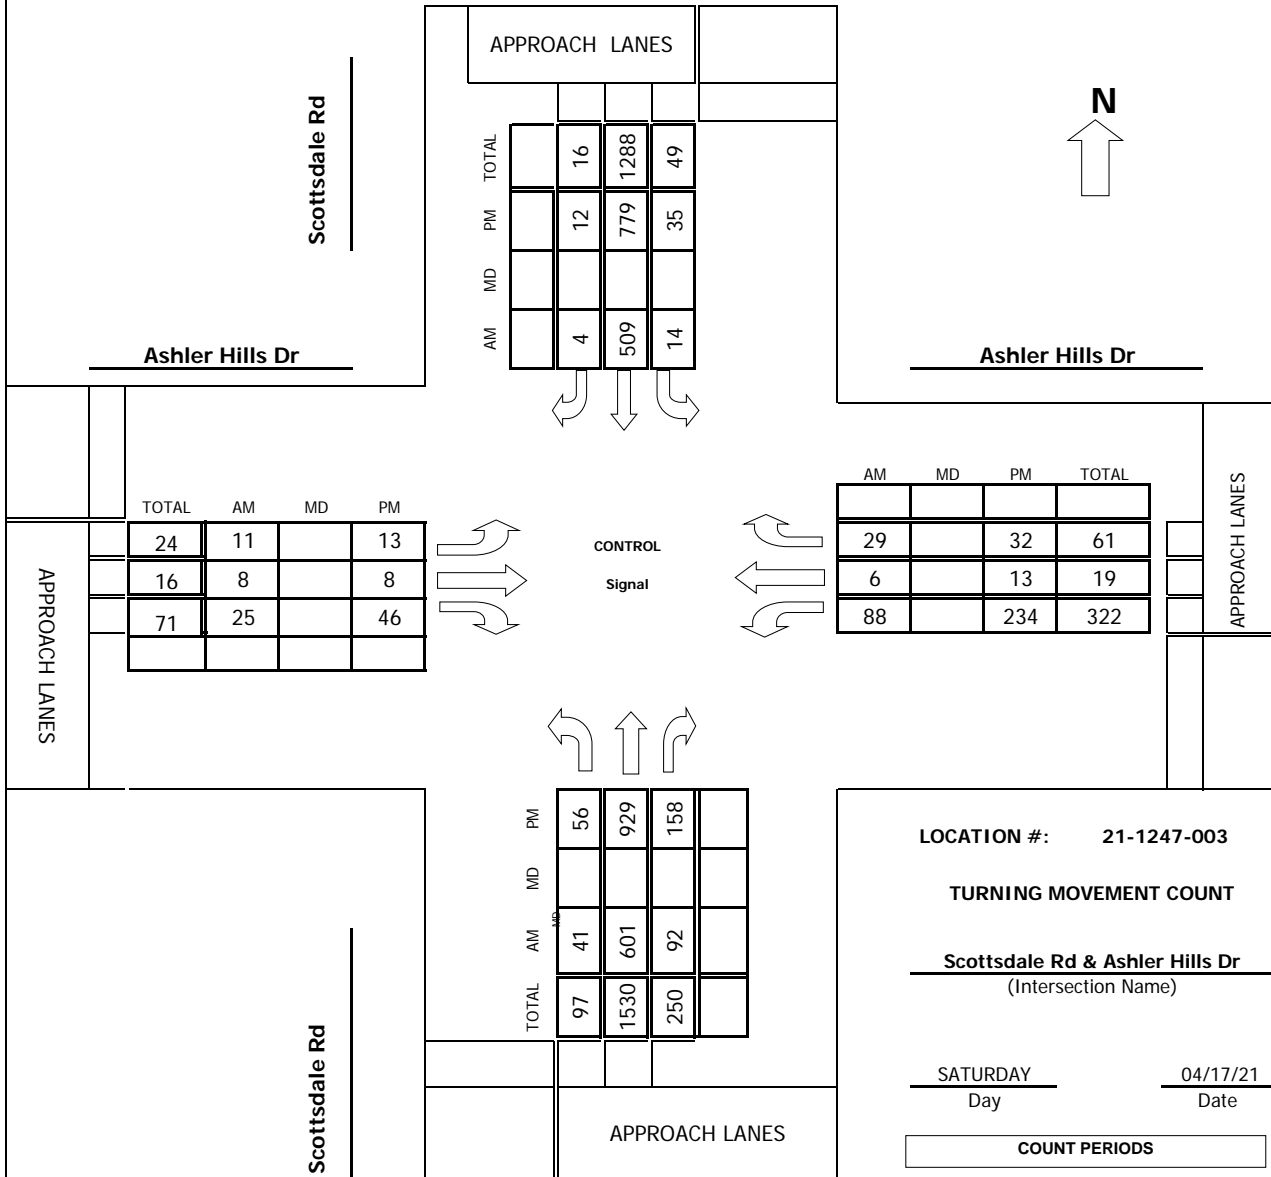 APPROACH LANES
N
Scottsdale Rd
TOTAL 16 1288 49
PM 12 779 35
MD
AM 4 509 14
Ashler Hills Dr
Ashler Hills Dr
AM MD PM TOTAL
29 32 61
6 13 19
88 234 322
APPROACH LANES
TOTAL AM MD PM
24 11 13
16 8 8
71 25 46
APPROACH LANES
CONTROL
Signal
PM 56 929 158
MD
MD
AM 41 601 92
TOTAL 97 1530 250
Scottsdale Rd
APPROACH LANES
LOCATION #: 21-1247-003
TURNING MOVEMENT COUNT
Scottsdale Rd & Ashler Hills Dr
(Intersection Name)
SATURDAY 04/17/21
Day Date
COUNT PERIODS